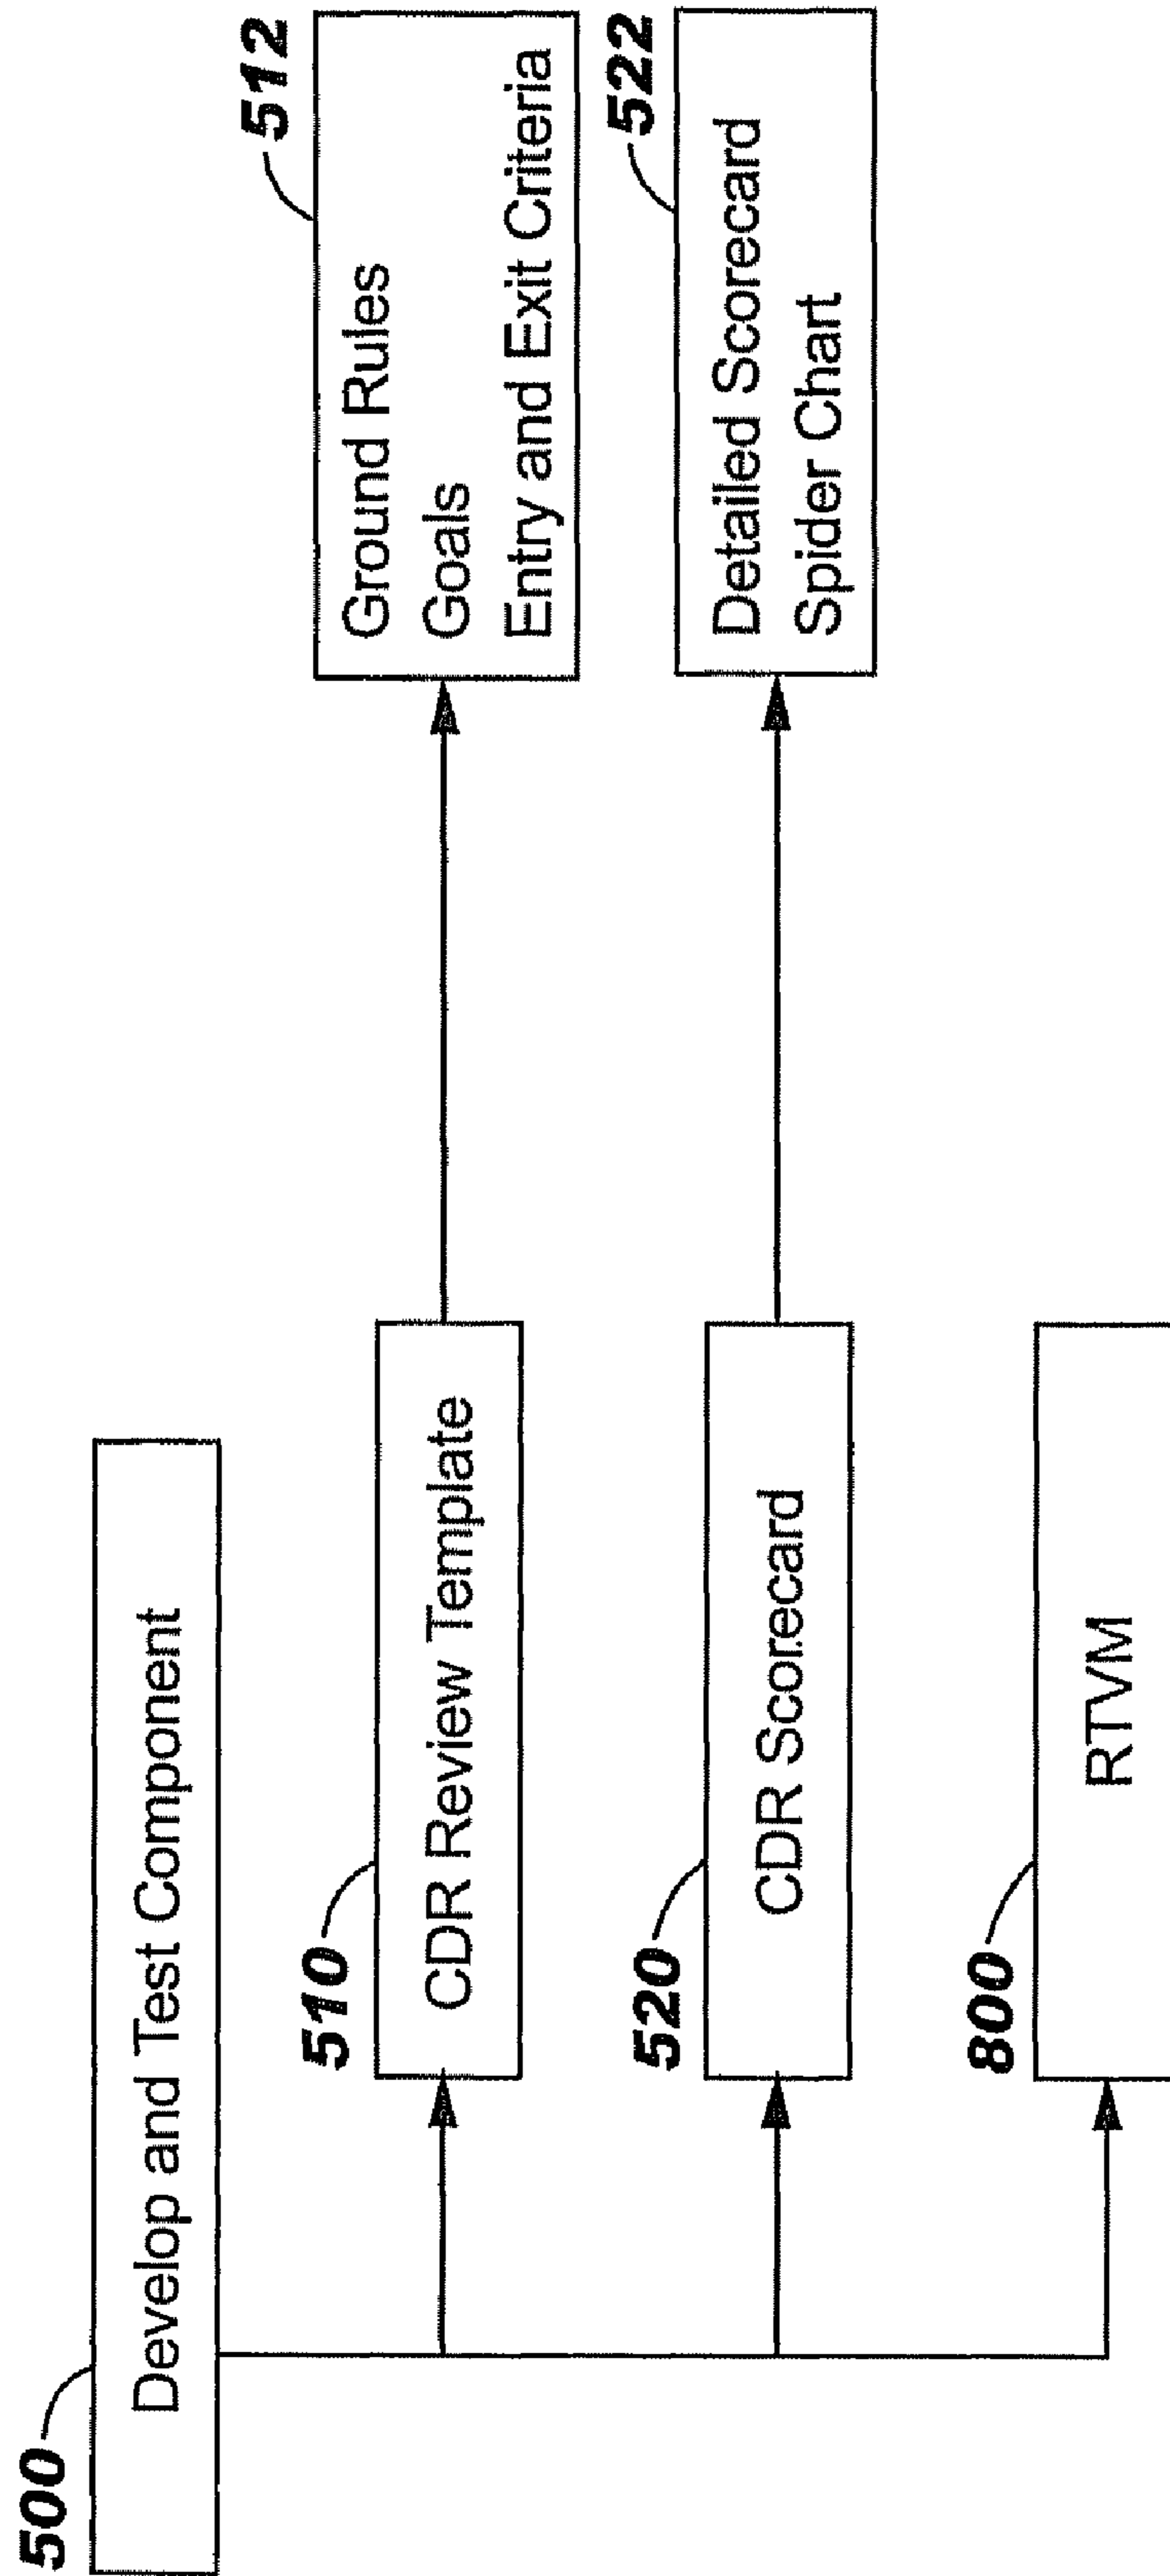 500
Develop and Test Component
510
CDR Review Template
512
Ground Rules
Goals
Entry and Exit Criteria
520
CDR Scorecard
522
Detailed Scorecard
Spider Chart
800
RTVM